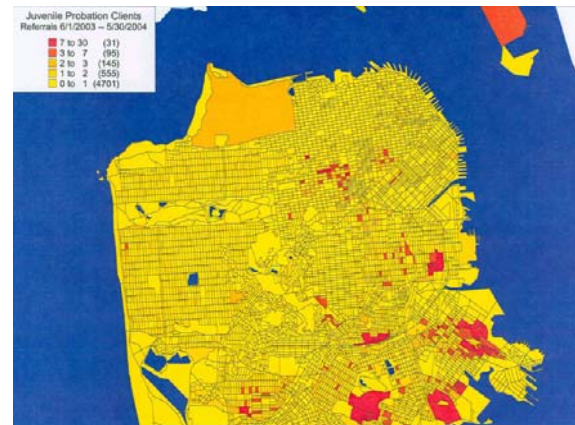 Juvenile Probation Clients
Referrals 6/1/2003 -- 5/30/2004
7 to 30 (31)
3 to 7 (95)
2 to 3 (145)
1 to 2 (555)
0 to 1 (4701)